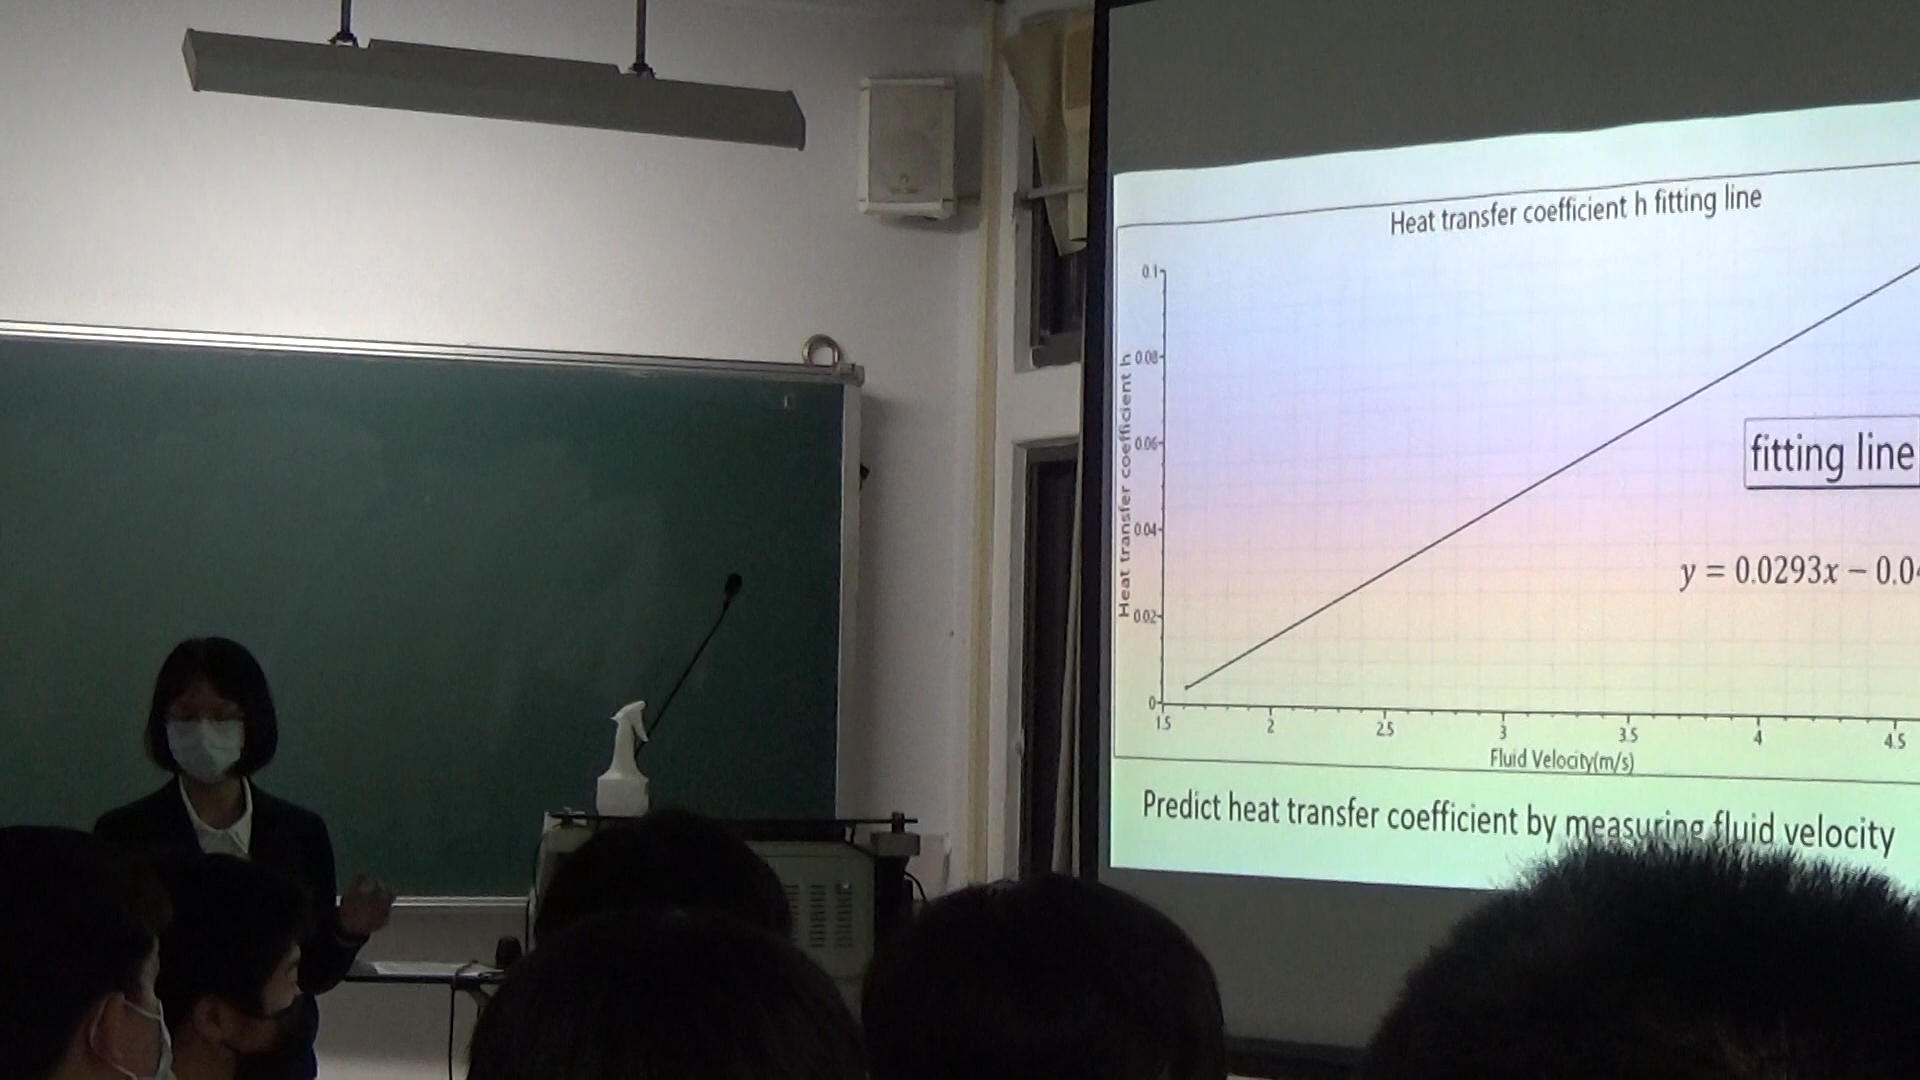 Heat transfer coefficient h fitting line
0.1
0.08
0.06
0.04
0.02
0
Heat transfer coefficient h
fitting line
y = 0.0293x − 0.0
1.5 2 2.5 3 3.5 4 4.5
Fluid Velocity(m/s)
Predict heat transfer coefficient by measuring fluid velocity